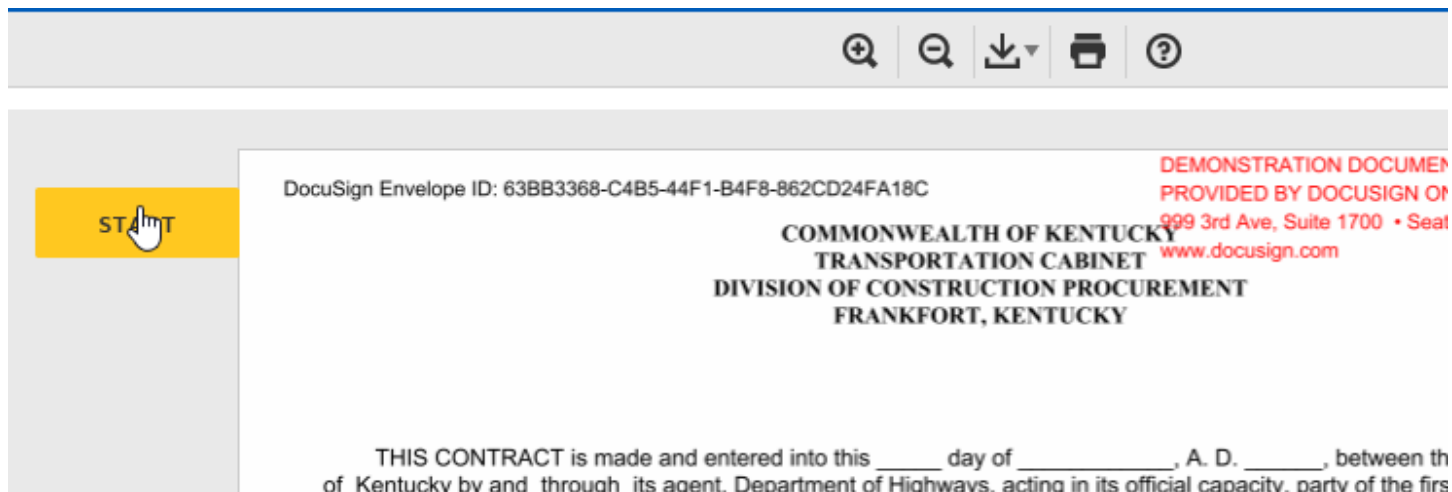 START
DocuSign Envelope ID: 63BB3368-C4B5-44F1-B4F8-862CD24FA18C
DEMONSTRATION DOCUMEN
PROVIDED BY DOCUSIGN ON
999 3rd Ave, Suite 1700 • Seat
www.docusign.com
COMMONWEALTH OF KENTUCKY
TRANSPORTATION CABINET
DIVISION OF CONSTRUCTION PROCUREMENT
FRANKFORT, KENTUCKY
THIS CONTRACT is made and entered into this _____ day of ____________, A. D. ______, between th
of Kentucky by and through its agent, Department of Highways, acting in its official capacity, party of the firs